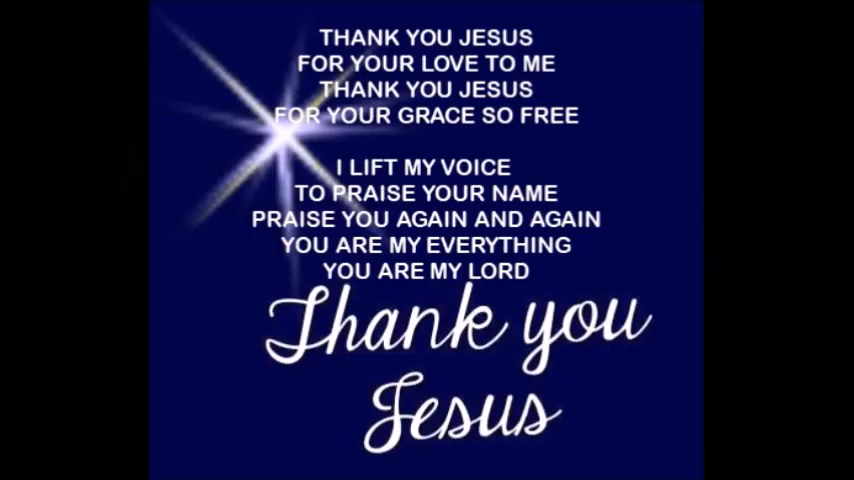 THANK YOU JESUS
FOR YOUR LOVE TO ME
THANK YOU JESUS
FOR YOUR GRACE SO FREE
I LIFT MY VOICE
TO PRAISE YOUR NAME
PRAISE YOU AGAIN AND AGAIN
YOU ARE MY EVERYTHING
YOU ARE MY LORD
Thank you
Jesus